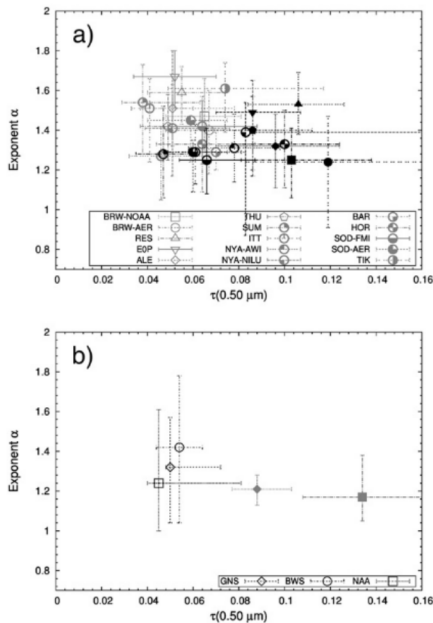 a)
2
1.8
1.6
1.4
1.2
1
0.8
Exponent α
BRW-NOAA THU BAR
BRW-AER SUM HOR
RES ITT SOD-FMI
E0P NYA-AWI SOD-AER
ALE NYA-NILU TIK
0 0.02 0.04 0.06 0.08 0.1 0.12 0.14 0.16
τ(0.50 μm)
b)
2
1.8
1.6
1.4
1.2
1
0.8
Exponent α
GNS BWS NAA
0 0.02 0.04 0.06 0.08 0.1 0.12 0.14 0.16
τ(0.50 μm)